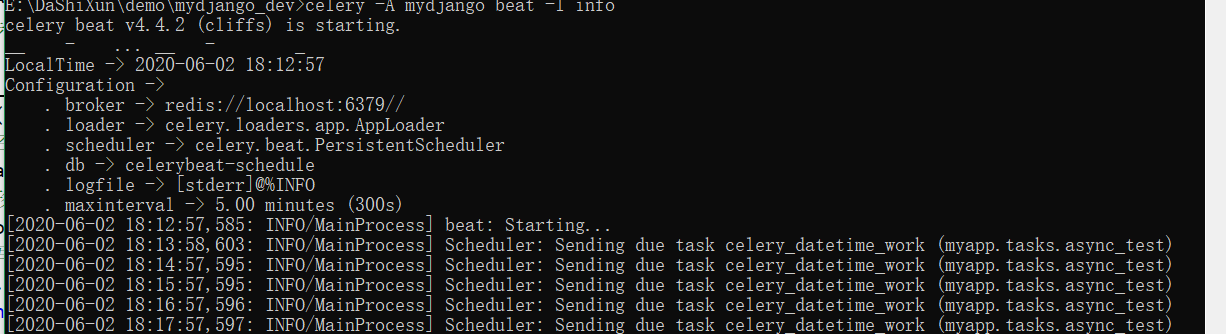 E:\DaShiXun\demo\mydjango_dev>celery -A mydjango beat -l info
celery beat v4.4.2 (cliffs) is starting.
__    -    ... __   -        _
LocalTime -> 2020-06-02 18:12:57
Configuration ->
    . broker -> redis://localhost:6379//
    . loader -> celery.loaders.app.AppLoader
    . scheduler -> celery.beat.PersistentScheduler
    . db -> celerybeat-schedule
    . logfile -> [stderr]@%INFO
    . maxinterval -> 5.00 minutes (300s)
[2020-06-02 18:12:57,585: INFO/MainProcess] beat: Starting...
[2020-06-02 18:13:58,603: INFO/MainProcess] Scheduler: Sending due task celery_datetime_work (myapp.tasks.async_test)
[2020-06-02 18:14:57,595: INFO/MainProcess] Scheduler: Sending due task celery_datetime_work (myapp.tasks.async_test)
[2020-06-02 18:15:57,595: INFO/MainProcess] Scheduler: Sending due task celery_datetime_work (myapp.tasks.async_test)
[2020-06-02 18:16:57,596: INFO/MainProcess] Scheduler: Sending due task celery_datetime_work (myapp.tasks.async_test)
[2020-06-02 18:17:57,597: INFO/MainProcess] Scheduler: Sending due task celery_datetime_work (myapp.tasks.async_test)